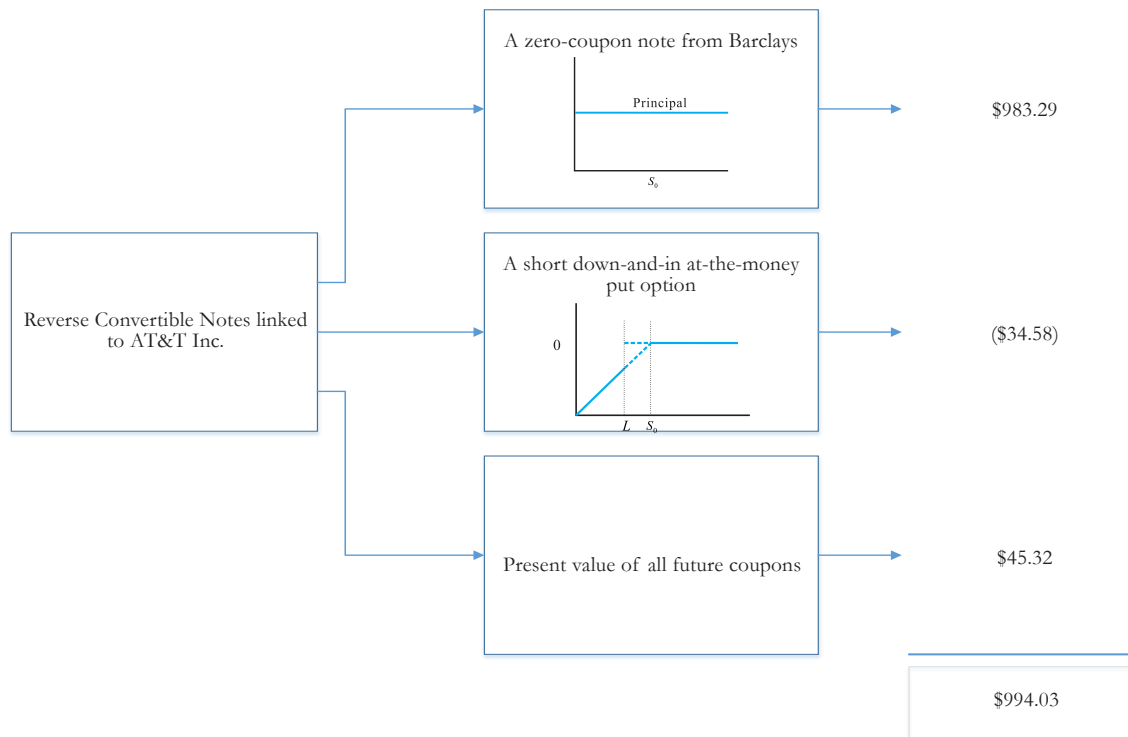 A zero-coupon note from Barclays
Principal
S₀
$983.29
Reverse Convertible Notes linked
to AT&T Inc.
A short down-and-in at-the-money
put option
0
L S₀
($34.58)
Present value of all future coupons
$45.32
$994.03